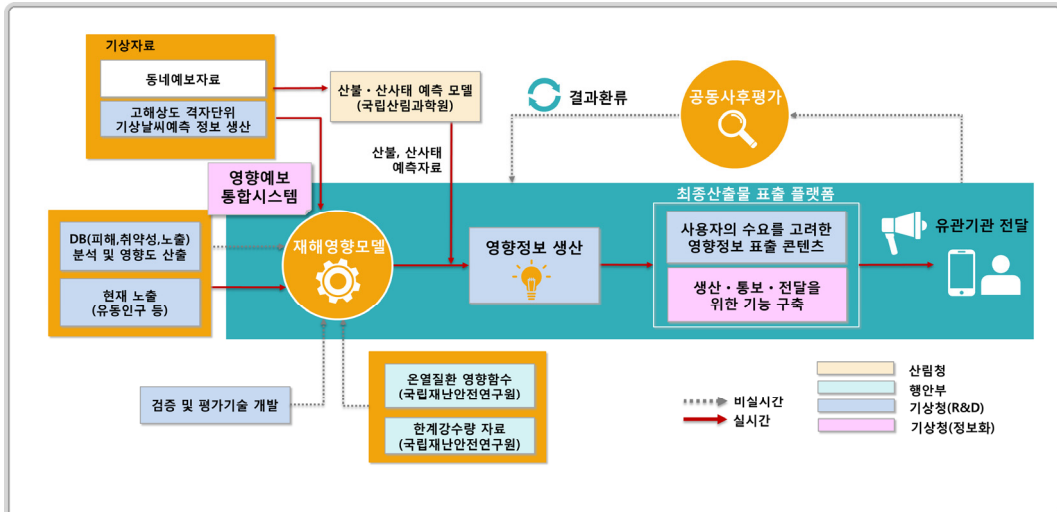 기상자료
동네예보자료
고해상도 격자단위
기상날씨예측 정보 생산
산불·산사태 예측 모델
(국립산림과학원)
결과환류
공동사후평가
산불, 산사태
예측자료
영향예보
통합시스템
최종산출물 표출 플랫폼
DB(피해,취약성,노출)
분석 및 영향도 산출
현재 노출
(유동인구 등)
재해영향모델
영향정보 생산
사용자의 수요를 고려한
영향정보 표출 콘텐츠
생산·통보·전달을
위한 기능 구축
유관기관 전달
검증 및 평가기술 개발
온열질환 영향함수
(국립재난안전연구원)
한계강수량 자료
(국립재난안전연구원)
비실시간
실시간
산림청
행안부
기상청(R&D)
기상청(정보화)